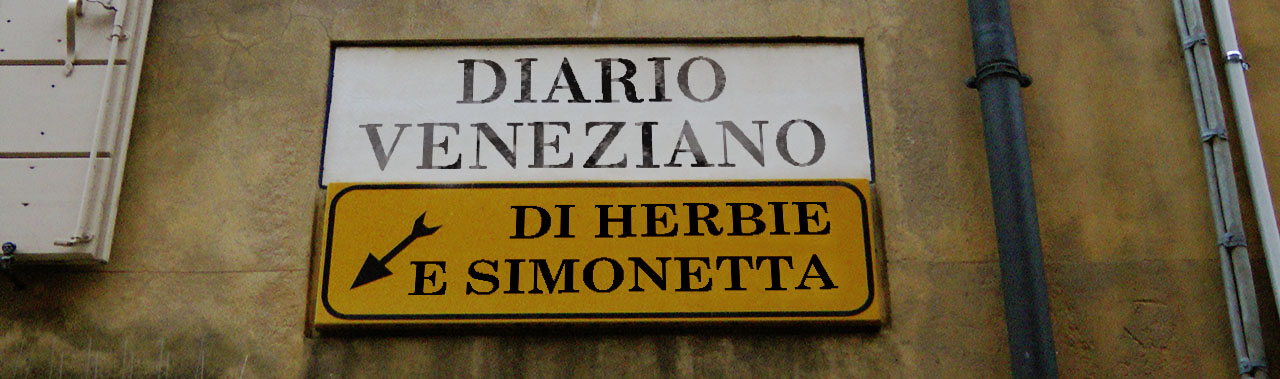 DIARIO
VENEZIANO
DI HERBIE
E SIMONETTA